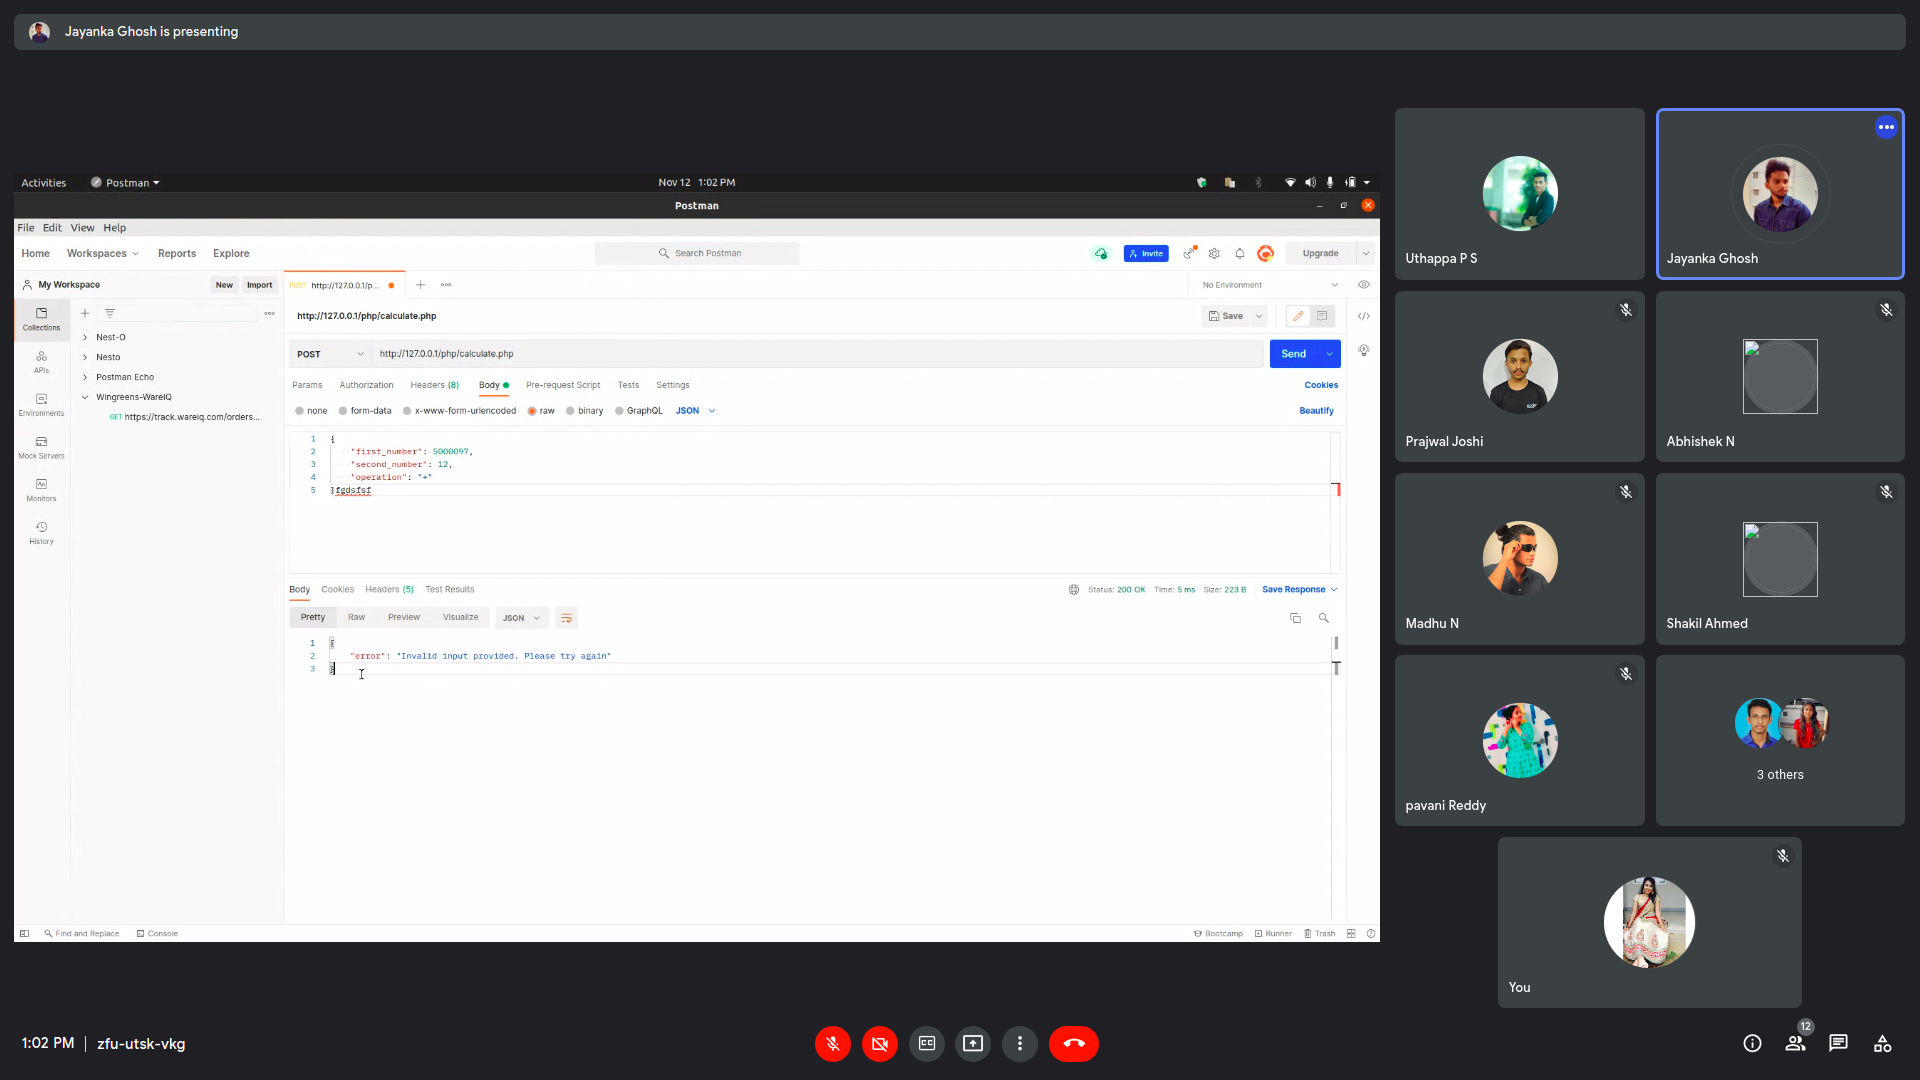 Jayanka Ghosh is presenting
Activities Postman Nov 12 1:02 PM
Postman
File Edit View Help
Home Workspaces Reports Explore Search Postman Invite Upgrade
My Workspace New Import POST http://127.0.0.1/p... No Environment
Collections
APIs
Environments
Mock Servers
Monitors
History
Nest-O
Nesto
Postman Echo
Wingreens-WareIQ
GET https://track.wareiq.com/orders...
http://127.0.0.1/php/calculate.php Save
POST http://127.0.0.1/php/calculate.php Send
Params Authorization Headers (8) Body Pre-request Script Tests Settings Cookies
none form-data x-www-form-urlencoded raw binary GraphQL JSON Beautify
1 {
2 "first_number": 5000097,
3 "second_number": 12,
4 "operation": "+"
5 }fgdsfsf
Body Cookies Headers (5) Test Results Status: 200 OK Time: 5 ms Size: 223 B Save Response
Pretty Raw Preview Visualize JSON
1 {
2 "error": "Invalid input provided. Please try again"
3 }
Find and Replace Console Bootcamp Runner Trash
Uthappa P S
Jayanka Ghosh
Prajwal Joshi
Abhishek N
Madhu N
Shakil Ahmed
pavani Reddy
3 others
You
1:02 PM | zfu-utsk-vkg
12